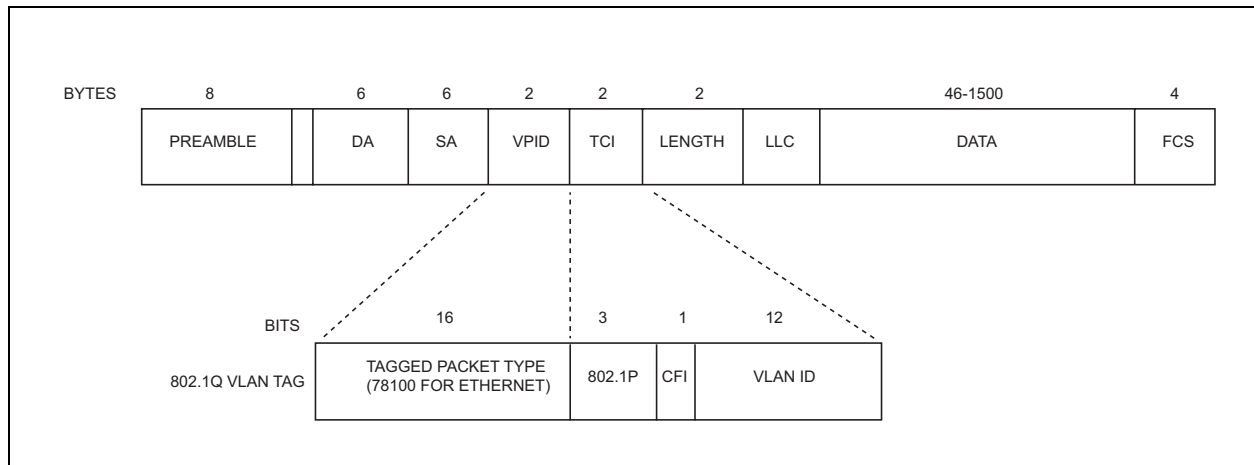 BYTES 8 6 6 2 2 2 46-1500 4
PREAMBLE DA SA VPID TCI LENGTH LLC DATA FCS
BITS 16 3 1 12
802.1Q VLAN TAG TAGGED PACKET TYPE (78100 FOR ETHERNET) 802.1P CFI VLAN ID